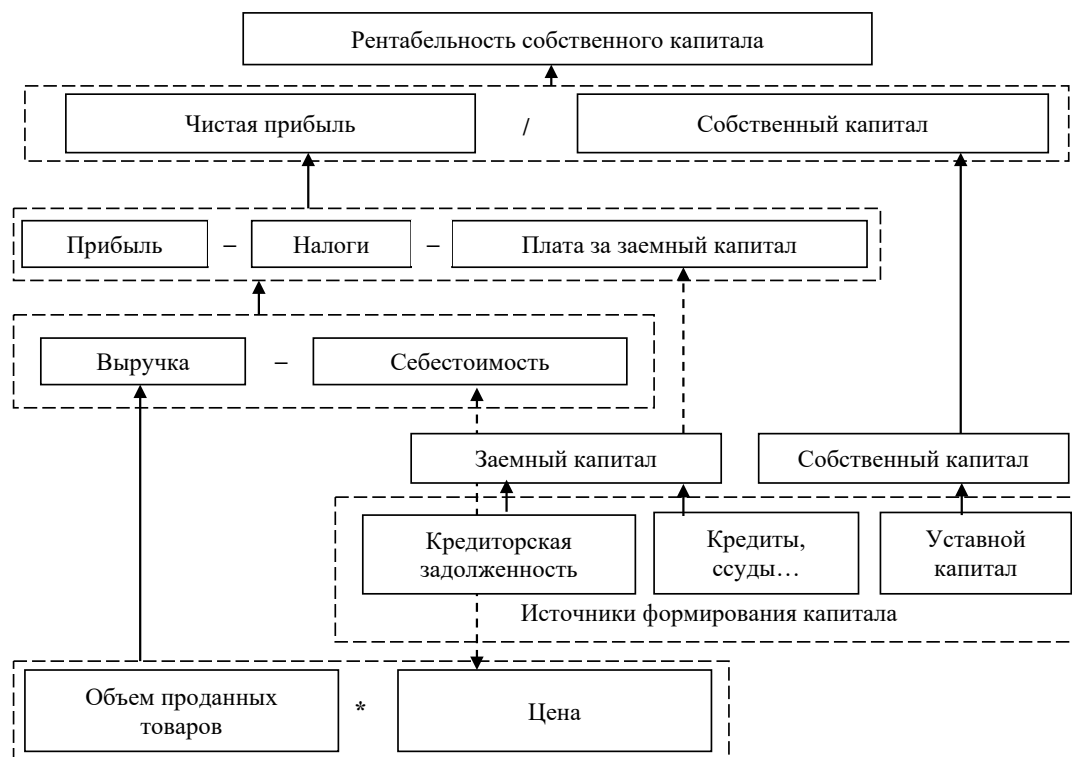 Рентабельность собственного капитала
Чистая прибыль / Собственный капитал
Прибыль – Налоги – Плата за заемный капитал
Выручка – Себестоимость
Заемный капитал Собственный капитал
Кредиторская
задолженность
Кредиты,
ссуды…
Уставной
капитал
Источники формирования капитала
Объем проданных
товаров
*
Цена